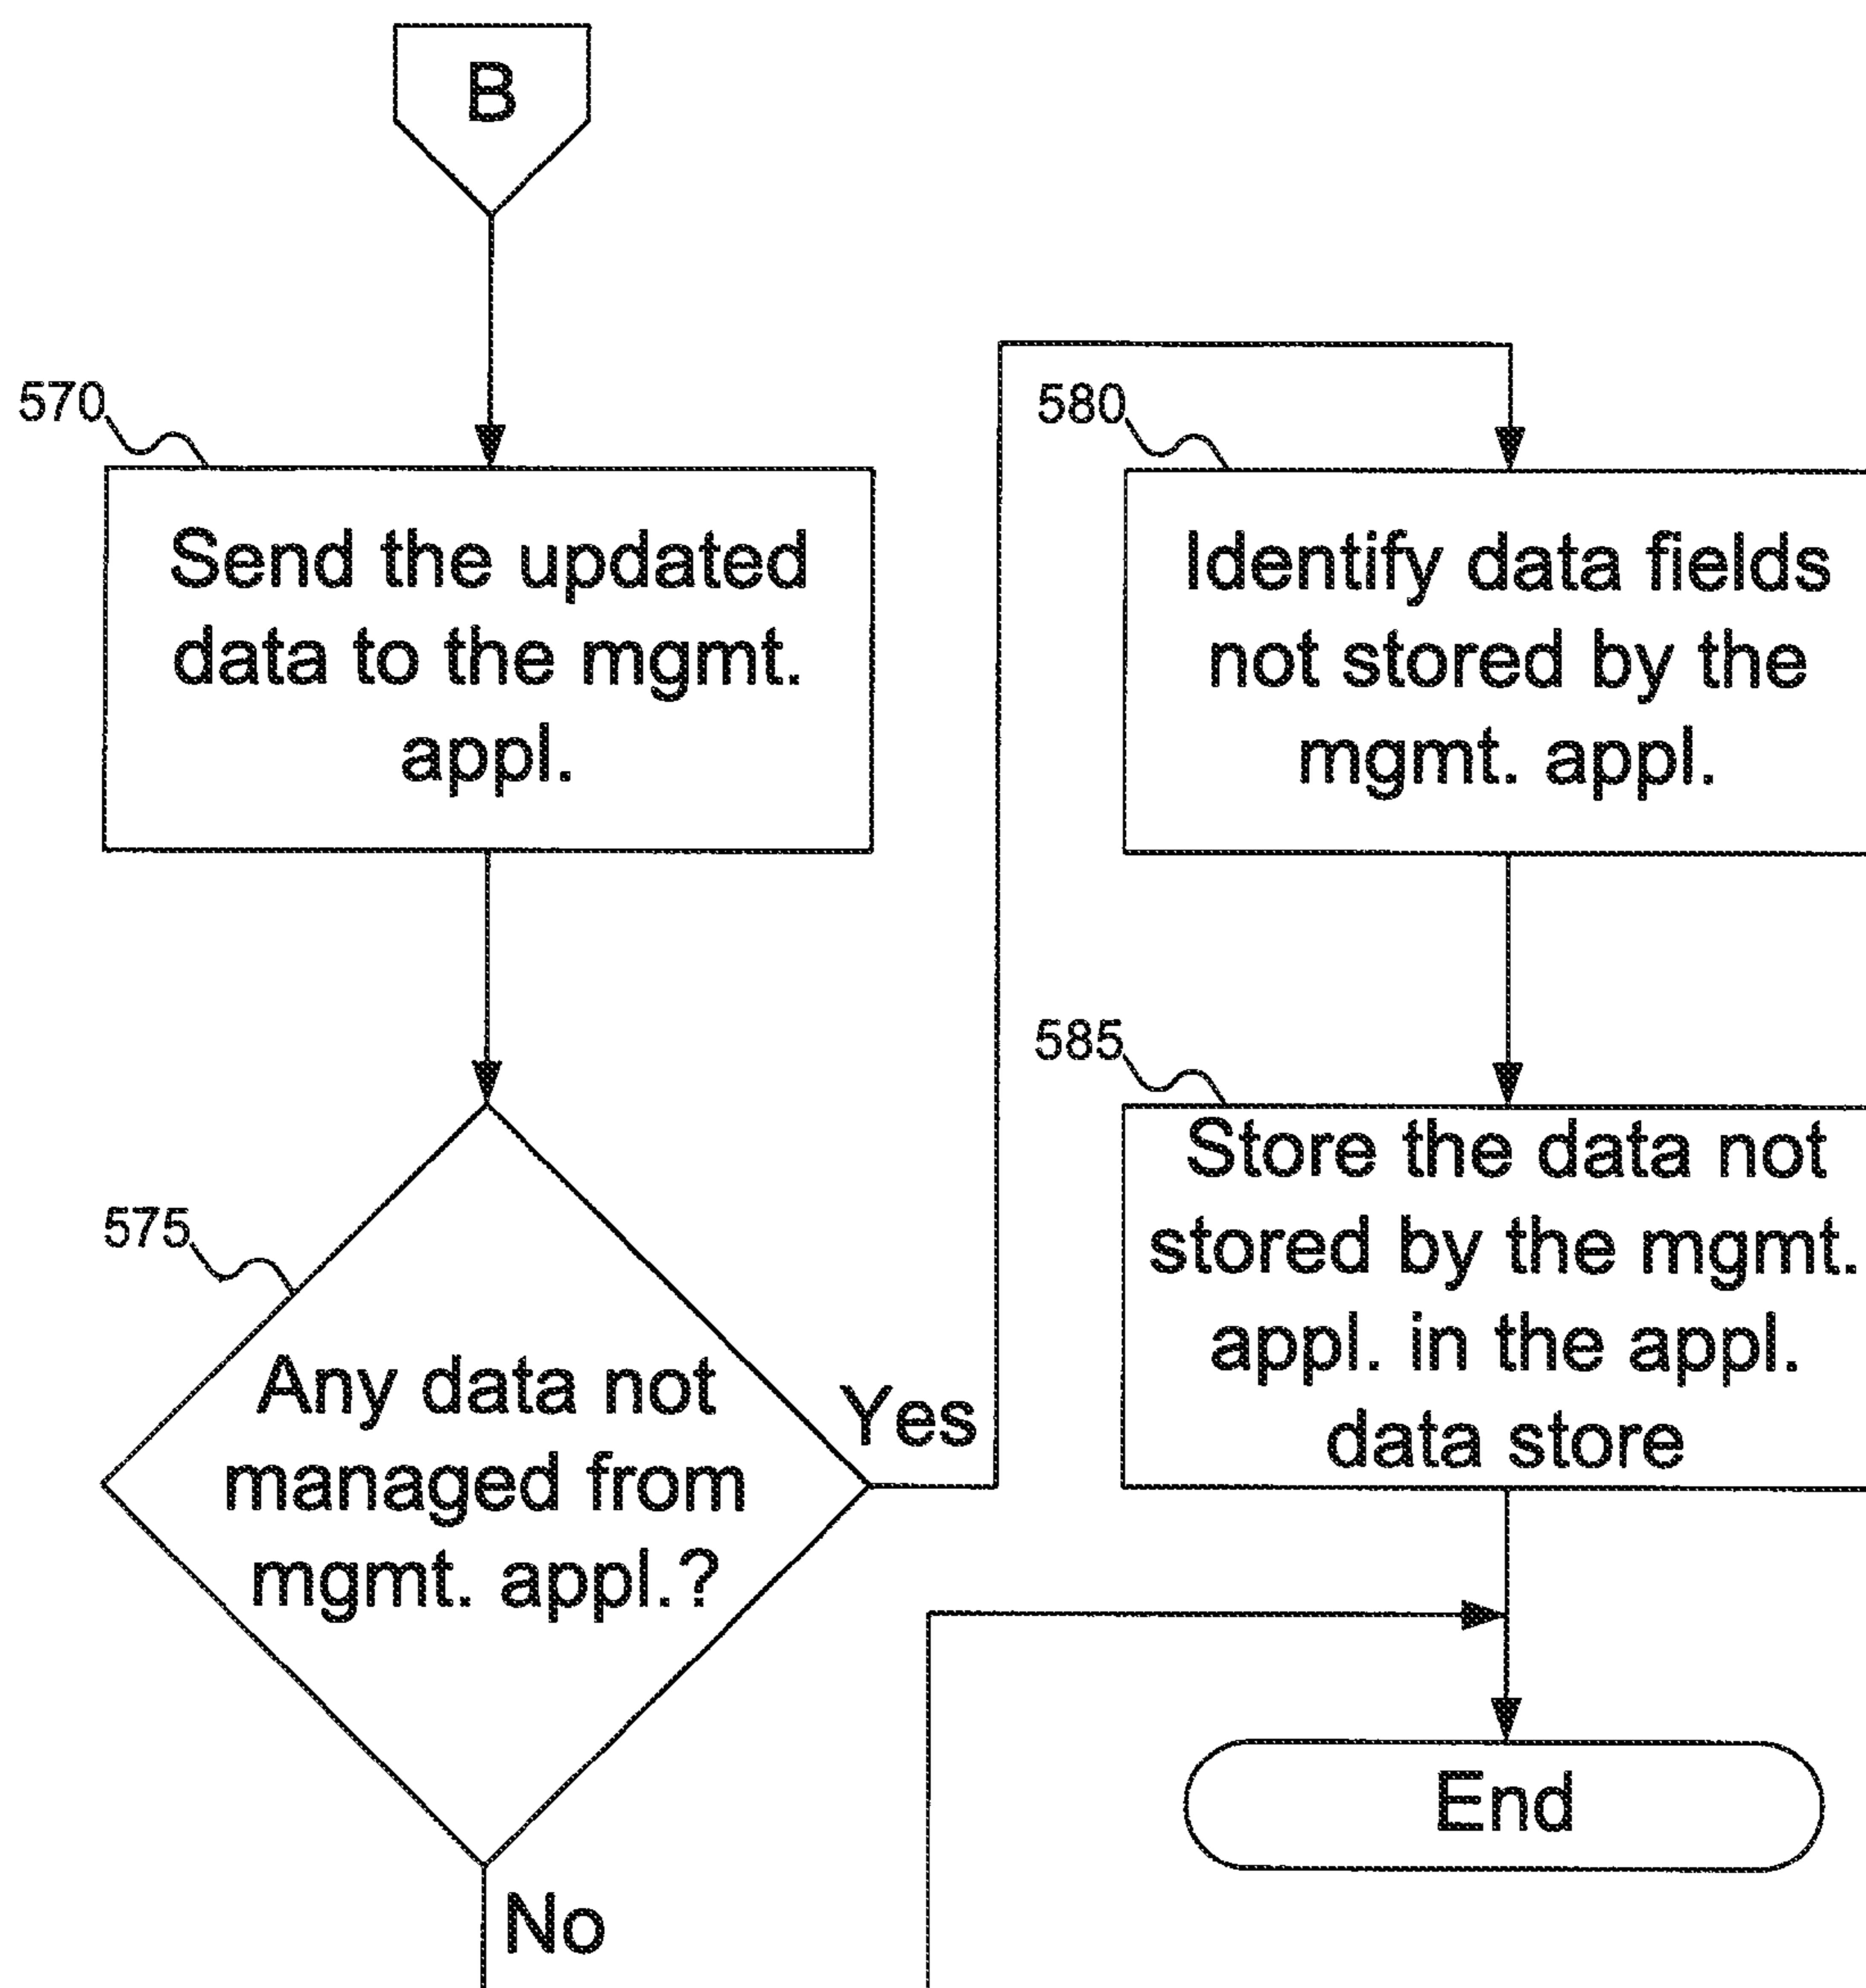 B
570
Send the updated
data to the mgmt.
appl.
575
Any data not
managed from
mgmt. appl.?
Yes
No
580
Identify data fields
not stored by the
mgmt. appl.
585
Store the data not
stored by the mgmt.
appl. in the appl.
data store
End